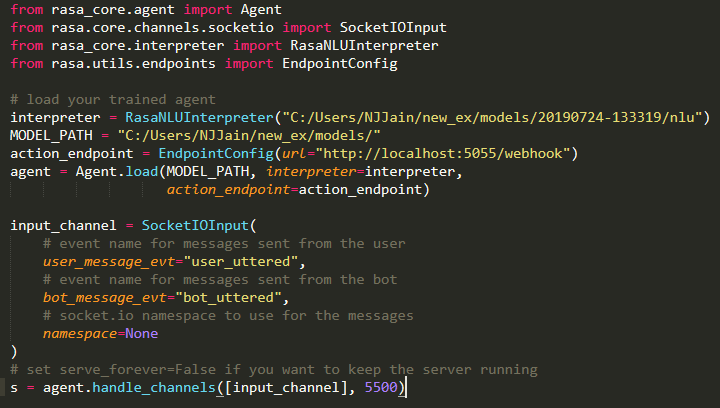 from rasa_core.agent import Agent
from rasa.core.channels.socketio import SocketIOInput
from rasa_core.interpreter import RasaNLUInterpreter
from rasa.utils.endpoints import EndpointConfig

# load your trained agent
interpreter = RasaNLUInterpreter("C:/Users/NJJain/new_ex/models/20190724-133319/nlu")
MODEL_PATH = "C:/Users/NJJain/new_ex/models/"
action_endpoint = EndpointConfig(url="http://localhost:5055/webhook")
agent = Agent.load(MODEL_PATH, interpreter=interpreter,
                   action_endpoint=action_endpoint)

input_channel = SocketIOInput(
    # event name for messages sent from the user
    user_message_evt="user_uttered",
    # event name for messages sent from the bot
    bot_message_evt="bot_uttered",
    # socket.io namespace to use for the messages
    namespace=None
)
# set serve_forever=False if you want to keep the server running
s = agent.handle_channels([input_channel], 5500)